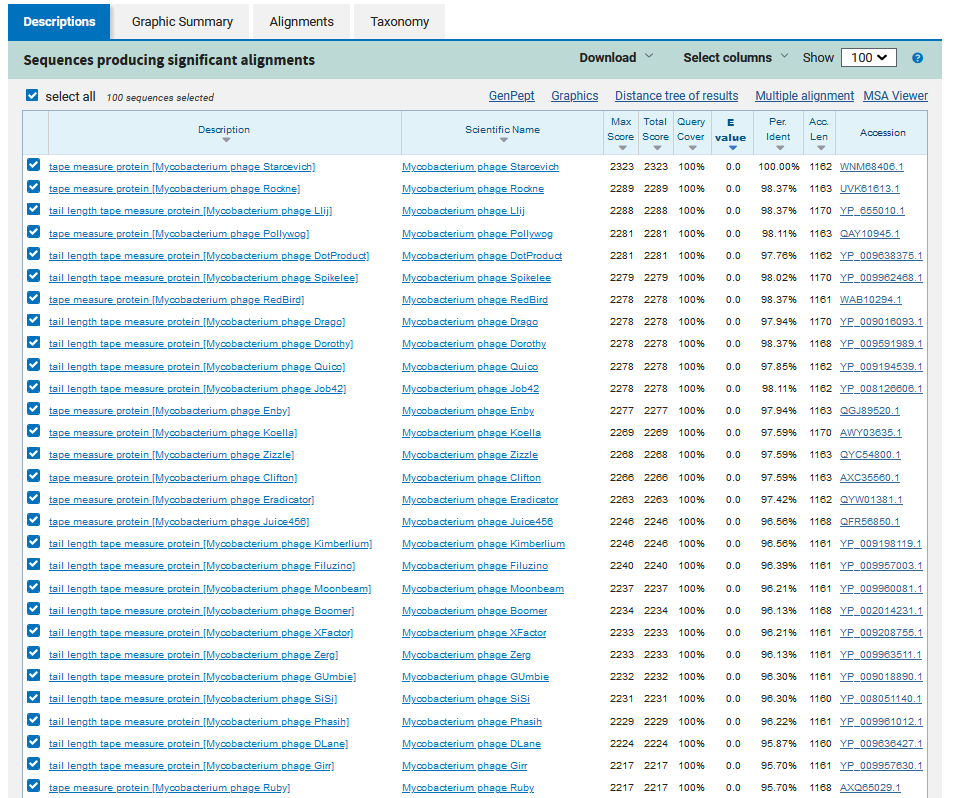 Descriptions Graphic Summary Alignments Taxonomy
Sequences producing significant alignments Download Select columns Show 100
select all 100 sequences selected GenPept Graphics Distance tree of results Multiple alignment MSA Viewer
Description Scientific Name Max Score Total Score Query Cover E value Per. Ident Acc. Len Accession
tape measure protein [Mycobacterium phage Starcevich] Mycobacterium phage Starcevich 2323 2323 100% 0.0 100.00% 1162 WNM68406.1
tape measure protein [Mycobacterium phage Rockne] Mycobacterium phage Rockne 2289 2289 100% 0.0 98.37% 1163 UVK61613.1
tail length tape measure protein [Mycobacterium phage Llij] Mycobacterium phage Llij 2288 2288 100% 0.0 98.37% 1170 YP_655010.1
tape measure protein [Mycobacterium phage Pollywog] Mycobacterium phage Pollywog 2281 2281 100% 0.0 98.11% 1163 QAY10945.1
tail length tape measure protein [Mycobacterium phage DotProduct] Mycobacterium phage DotProduct 2281 2281 100% 0.0 97.76% 1162 YP_009638375.1
tail length tape measure protein [Mycobacterium phage Spikelee] Mycobacterium phage Spikelee 2279 2279 100% 0.0 98.02% 1170 YP_009962468.1
tape measure protein [Mycobacterium phage RedBird] Mycobacterium phage RedBird 2278 2278 100% 0.0 98.37% 1161 WAB10294.1
tail length tape measure protein [Mycobacterium phage Drago] Mycobacterium phage Drago 2278 2278 100% 0.0 97.94% 1170 YP_009016093.1
tail length tape measure protein [Mycobacterium phage Dorothy] Mycobacterium phage Dorothy 2278 2278 100% 0.0 98.37% 1168 YP_009591989.1
tail length tape measure protein [Mycobacterium phage Quico] Mycobacterium phage Quico 2278 2278 100% 0.0 97.85% 1162 YP_009194539.1
tail length tape measure protein [Mycobacterium phage Job42] Mycobacterium phage Job42 2278 2278 100% 0.0 98.11% 1162 YP_008126606.1
tape measure protein [Mycobacterium phage Enby] Mycobacterium phage Enby 2277 2277 100% 0.0 97.94% 1163 QGJ89520.1
tape measure protein [Mycobacterium phage Koella] Mycobacterium phage Koella 2269 2269 100% 0.0 97.59% 1170 AWY03635.1
tape measure protein [Mycobacterium phage Zizzle] Mycobacterium phage Zizzle 2268 2268 100% 0.0 97.59% 1163 QYC54800.1
tape measure protein [Mycobacterium phage Clifton] Mycobacterium phage Clifton 2266 2266 100% 0.0 97.59% 1163 AXC35560.1
tape measure protein [Mycobacterium phage Eradicator] Mycobacterium phage Eradicator 2263 2263 100% 0.0 97.42% 1162 QYW01381.1
tape measure protein [Mycobacterium phage Juice456] Mycobacterium phage Juice456 2246 2246 100% 0.0 96.56% 1168 QFR56850.1
tail length tape measure protein [Mycobacterium phage Kimberlium] Mycobacterium phage Kimberlium 2246 2246 100% 0.0 96.56% 1161 YP_009198119.1
tail length tape measure protein [Mycobacterium phage Filuzino] Mycobacterium phage Filuzino 2240 2240 100% 0.0 96.39% 1161 YP_009957003.1
tail length tape measure protein [Mycobacterium phage Moonbeam] Mycobacterium phage Moonbeam 2237 2237 100% 0.0 96.21% 1161 YP_009960081.1
tail length tape measure protein [Mycobacterium phage Boomer] Mycobacterium phage Boomer 2234 2234 100% 0.0 96.13% 1168 YP_002014231.1
tail length tape measure protein [Mycobacterium phage XFactor] Mycobacterium phage XFactor 2233 2233 100% 0.0 96.21% 1161 YP_009208755.1
tail length tape measure protein [Mycobacterium phage Zerg] Mycobacterium phage Zerg 2233 2233 100% 0.0 96.13% 1161 YP_009963511.1
tail length tape measure protein [Mycobacterium phage GUmbie] Mycobacterium phage GUmbie 2232 2232 100% 0.0 96.30% 1161 YP_009018890.1
tail length tape measure protein [Mycobacterium phage SiSi] Mycobacterium phage SiSi 2231 2231 100% 0.0 96.30% 1160 YP_008051140.1
tail length tape measure protein [Mycobacterium phage Phasih] Mycobacterium phage Phasih 2229 2229 100% 0.0 96.22% 1161 YP_009961012.1
tail length tape measure protein [Mycobacterium phage DLane] Mycobacterium phage DLane 2224 2224 100% 0.0 95.87% 1160 YP_009636427.1
tail length tape measure protein [Mycobacterium phage Girr] Mycobacterium phage Girr 2217 2217 100% 0.0 95.70% 1161 YP_009957630.1
tape measure protein [Mycobacterium phage Ruby] Mycobacterium phage Ruby 2217 2217 100% 0.0 95.70% 1168 AXQ65029.1